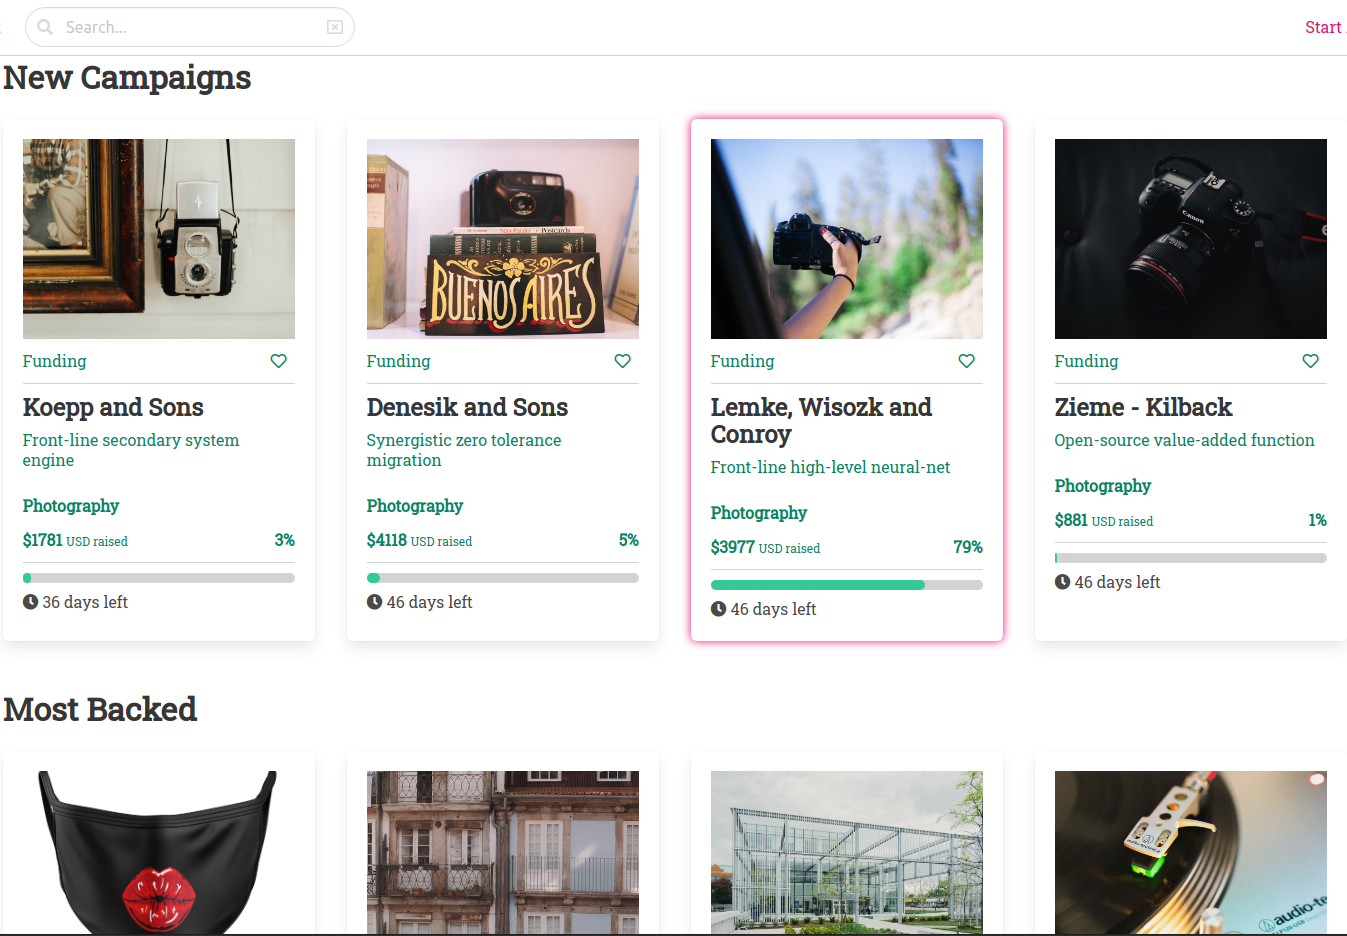 Search...
Start
New Campaigns
São Paulo Postcards
BUENOS AIRES
Canon
Funding
Koepp and Sons
Front-line secondary system
engine
Photography
$1781 USD raised 3%
36 days left
Funding
Denesik and Sons
Synergistic zero tolerance
migration
Photography
$4118 USD raised 5%
46 days left
Funding
Lemke, Wisozk and
Conroy
Front-line high-level neural-net
Photography
$3977 USD raised 79%
46 days left
Funding
Zieme - Kilback
Open-source value-added function
Photography
$881 USD raised 1%
46 days left
Most Backed
audio-te